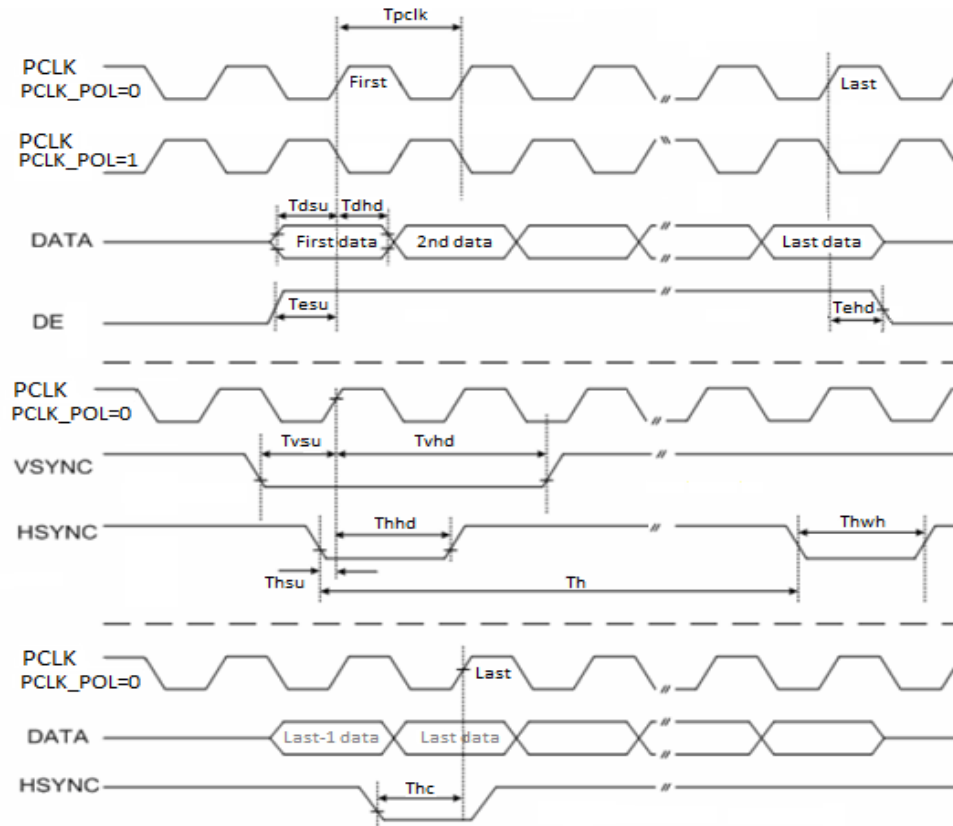 Tpclk
PCLK
PCLK_POL=0
First
Last
PCLK
PCLK_POL=1
Tdsu
Tdhd
DATA
First data
2nd data
Last data
DE
Tesu
Tehd
PCLK
PCLK_POL=0
Tvsu
Tvhd
VSYNC
HSYNC
Thhd
Thwh
Thsu
Th
PCLK
PCLK_POL=0
Last
DATA
Last-1 data
Last data
HSYNC
Thc